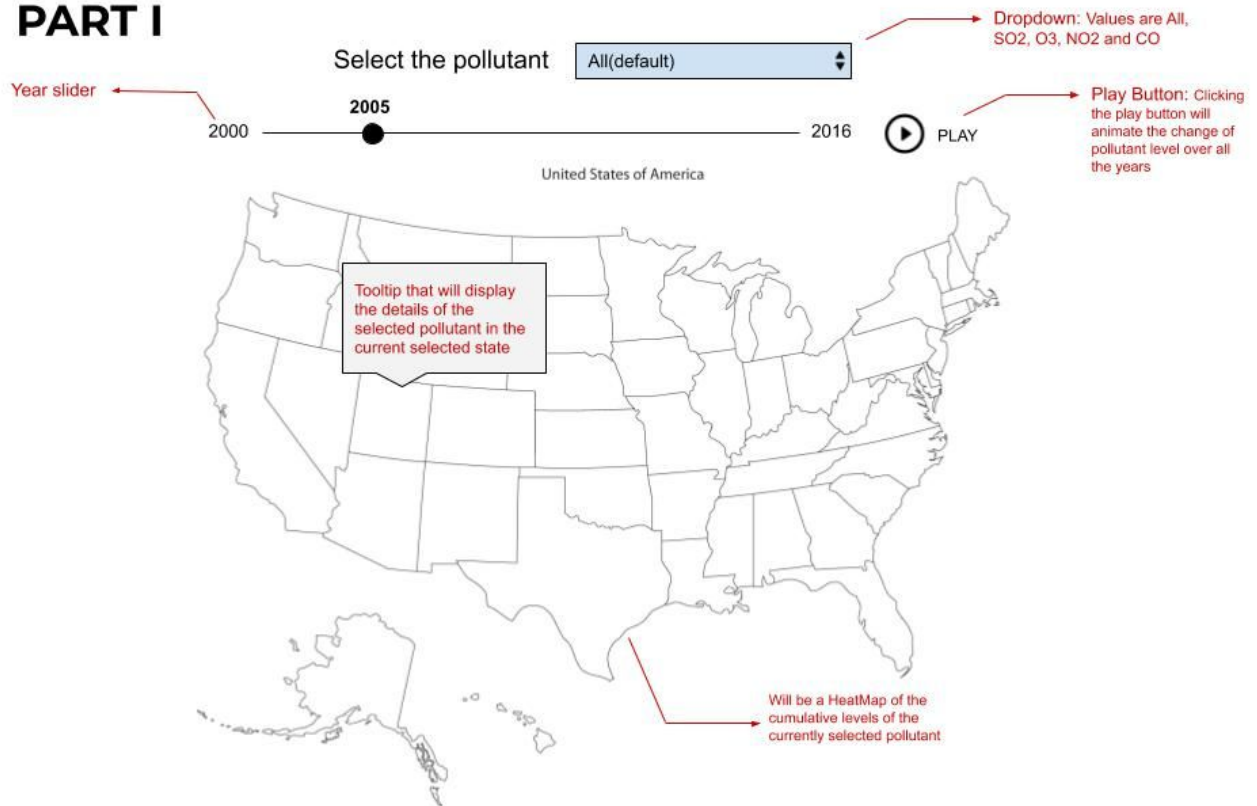 PART I
Dropdown: Values are All,
SO2, O3, NO2 and CO
Select the pollutant
All(default)
Year slider
2005
2000
2016
PLAY
Play Button: Clicking
the play button will
animate the change of
pollutant level over all
the years
United States of America
Tooltip that will display
the details of the
selected pollutant in the
current selected state
Will be a HeatMap of the
cumulative levels of the
currently selected pollutant